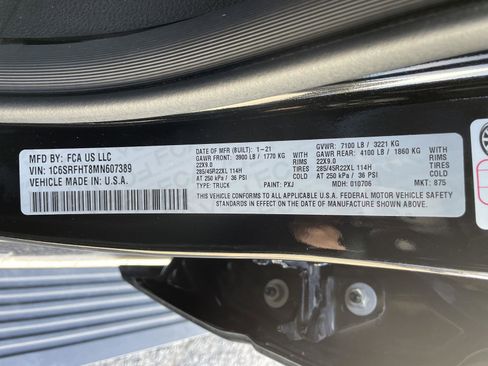 MFD BY: FCA US LLC
VIN: 1C6SRFHT8MN607389
VEHICLE MADE IN U.S.A.
DATE OF MFR (BUILT): 1-21 GVWR: 7100 LB / 3221 KG
GAWR FRONT: 3900 LB / 1770 KG WITH GAWR REAR: 4100 LB / 1860 KG WITH
22X9.0 RIMS 22X9.0 RIMS
285/45R22XL 114H TIRES 285/45R22XL 114H TIRES
AT 250 kPa / 36 PSI COLD AT 250 kPa / 36 PSI COLD
TYPE: TRUCK PAINT: PXJ MDH: 010706 MKT: 875
THIS VEHICLE CONFORMS TO ALL APPLICABLE U.S.A. FEDERAL MOTOR VEHICLE SAFETY
STANDARDS IN EFFECT ON THE DATE OF MANUFACTURE SHOWN ABOVE.